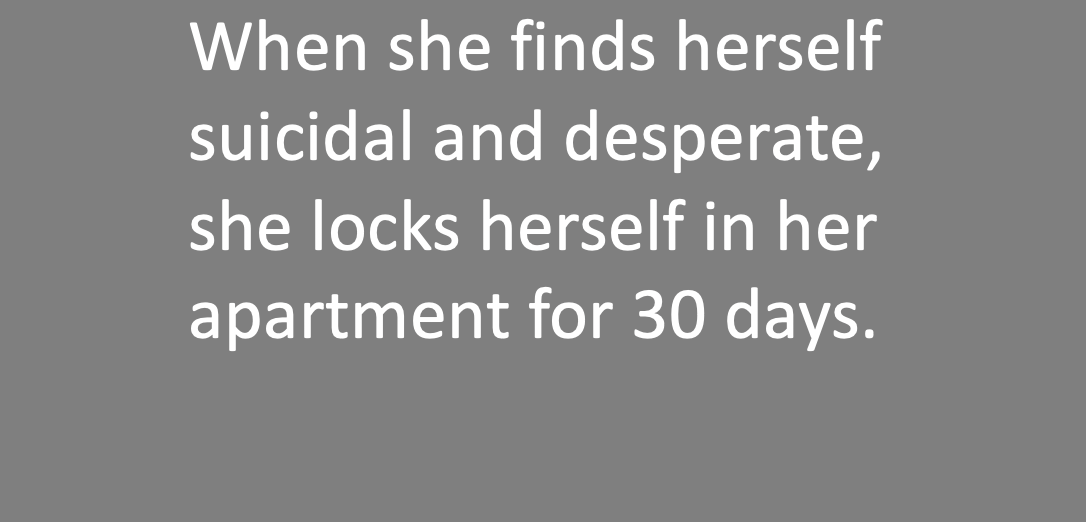 When she finds herself
suicidal and desperate,
she locks herself in her
apartment for 30 days.